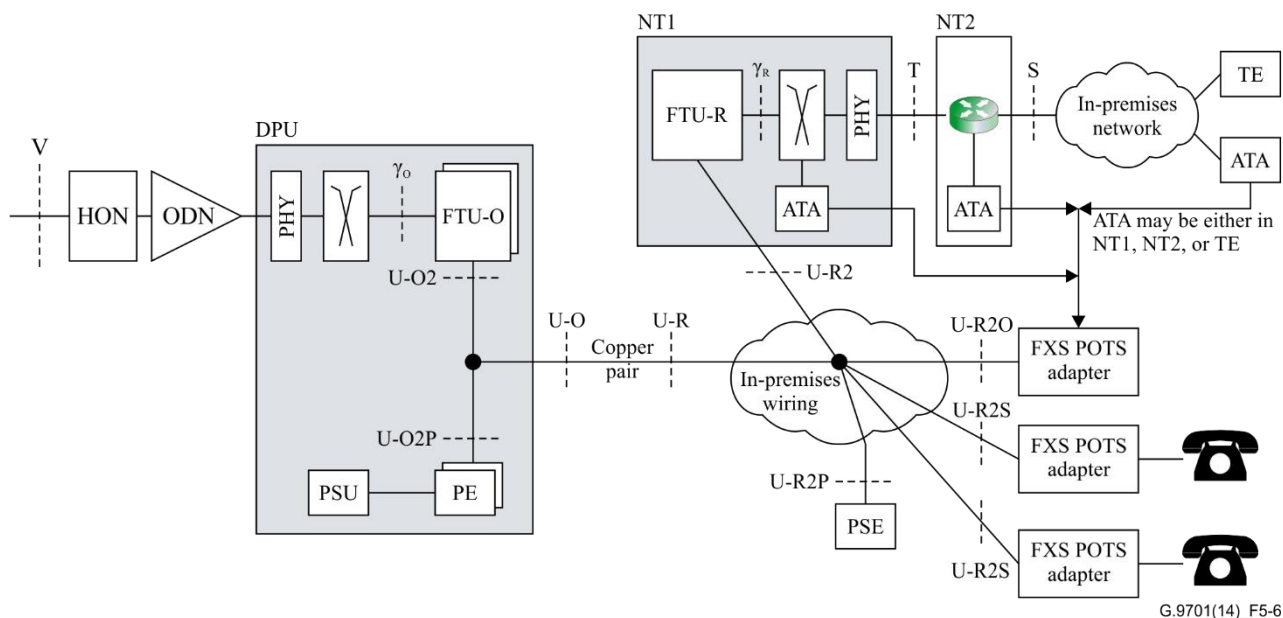 NT1
NT2
FTU-R
γR
PHY
T
S
In-premises
network
TE
ATA
ATA
ATA
ATA may be either in
NT1, NT2, or TE
V
HON
ODN
DPU
PHY
γO
FTU-O
U-O2
U-R2
U-O
Copper
pair
U-R
In-premises
wiring
U-R2O
FXS POTS
adapter
U-O2P
PSU
PE
U-R2P
PSE
U-R2S
FXS POTS
adapter
U-R2S
FXS POTS
adapter
G.9701(14) F5-6